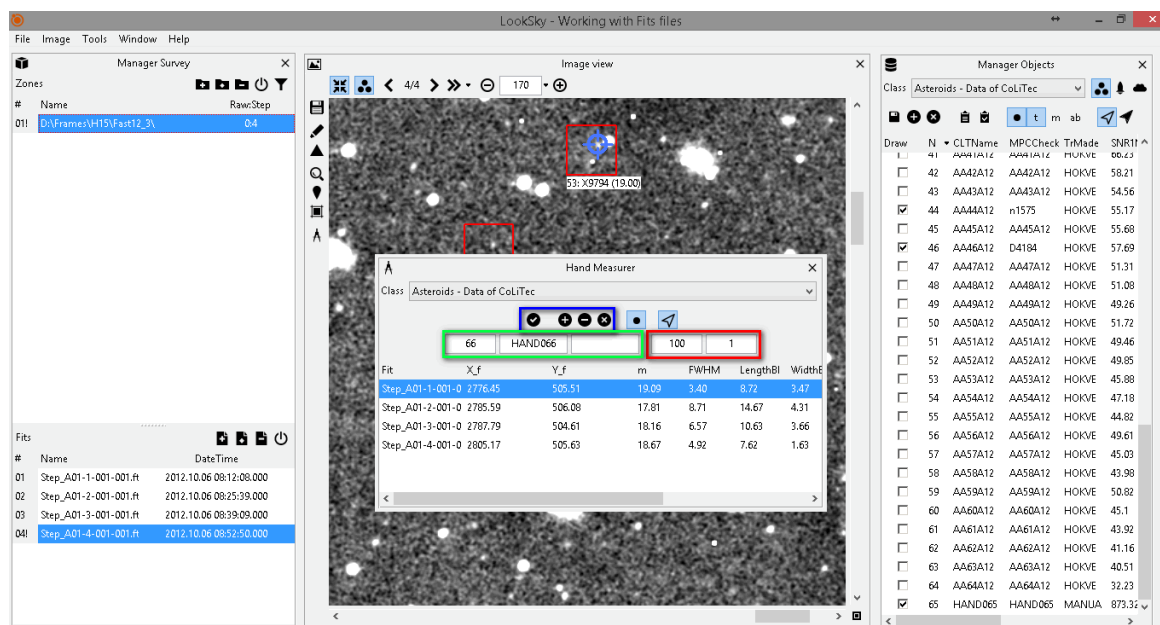 LookSky - Working with Fits files
File Image Tools Window Help
Manager Survey
Zones
# Name Raw:Step
01! D:\Frames\H15\Fast12_3\ 0:4
Fits
# Name DateTime
01 Step_A01-1-001-001.ft 2012.10.06 08:12:08.000
02 Step_A01-2-001-001.ft 2012.10.06 08:25:39.000
03 Step_A01-3-001-001.ft 2012.10.06 08:39:09.000
04! Step_A01-4-001-001.ft 2012.10.06 08:52:50.000
Image view
4/4 170
53: X9794 (19.00)
Hand Measurer
Class Asteroids - Data of CoLiTec
66 HAND066 100 1
Fit X_f Y_f m FWHM LengthBl WidthB
Step_A01-1-001-0 2776.45 505.51 19.09 3.40 8.72 3.47
Step_A01-2-001-0 2785.59 506.08 17.81 8.71 14.67 4.31
Step_A01-3-001-0 2787.79 504.61 18.16 6.57 10.63 3.66
Step_A01-4-001-0 2805.17 505.63 18.67 4.92 7.62 1.63
Manager Objects
Class Asteroids - Data of CoLiTec
t m ab
Draw N CLTName MPCCheck TrMade SNR1
41 AA41A12 AA41A12 HOKVE 66.23
42 AA42A12 AA42A12 HOKVE 58.21
43 AA43A12 AA43A12 HOKVE 54.56
44 AA44A12 n1575 HOKVE 55.17
45 AA45A12 AA45A12 HOKVE 55.68
46 AA46A12 D4184 HOKVE 57.69
47 AA47A12 AA47A12 HOKVE 51.31
48 AA48A12 AA48A12 HOKVE 51.08
49 AA49A12 AA49A12 HOKVE 49.26
50 AA50A12 AA50A12 HOKVE 51.72
51 AA51A12 AA51A12 HOKVE 49.46
52 AA52A12 AA52A12 HOKVE 49.85
53 AA53A12 AA53A12 HOKVE 45.88
54 AA54A12 AA54A12 HOKVE 47.18
55 AA55A12 AA55A12 HOKVE 44.82
56 AA56A12 AA56A12 HOKVE 49.61
57 AA57A12 AA57A12 HOKVE 45.03
58 AA58A12 AA58A12 HOKVE 43.98
59 AA59A12 AA59A12 HOKVE 50.82
60 AA60A12 AA60A12 HOKVE 45.1
61 AA61A12 AA61A12 HOKVE 43.92
62 AA62A12 AA62A12 HOKVE 41.16
63 AA63A12 AA63A12 HOKVE 40.51
64 AA64A12 AA64A12 HOKVE 32.23
65 HAND065 HAND065 MANUA 873.32